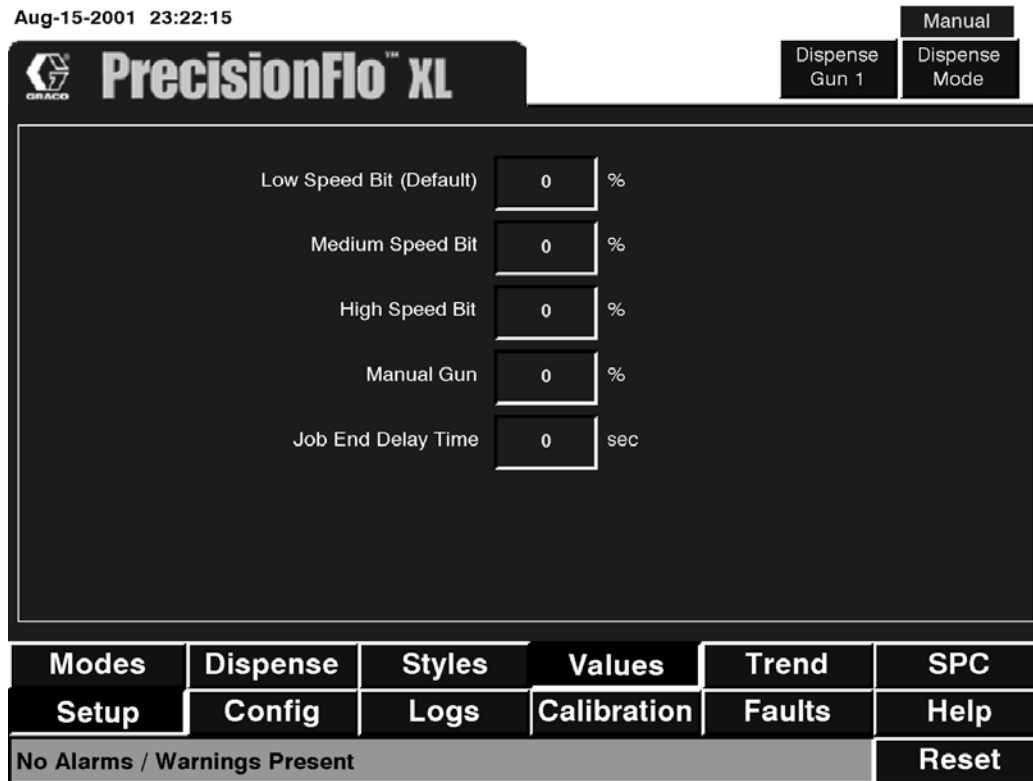 Aug-15-2001 23:22:15
Manual
GRACO PrecisionFlo™ XL
Dispense Gun 1
Dispense Mode
Low Speed Bit (Default) 0 %
Medium Speed Bit 0 %
High Speed Bit 0 %
Manual Gun 0 %
Job End Delay Time 0 sec
Modes Dispense Styles Values Trend SPC
Setup Config Logs Calibration Faults Help
No Alarms / Warnings Present Reset